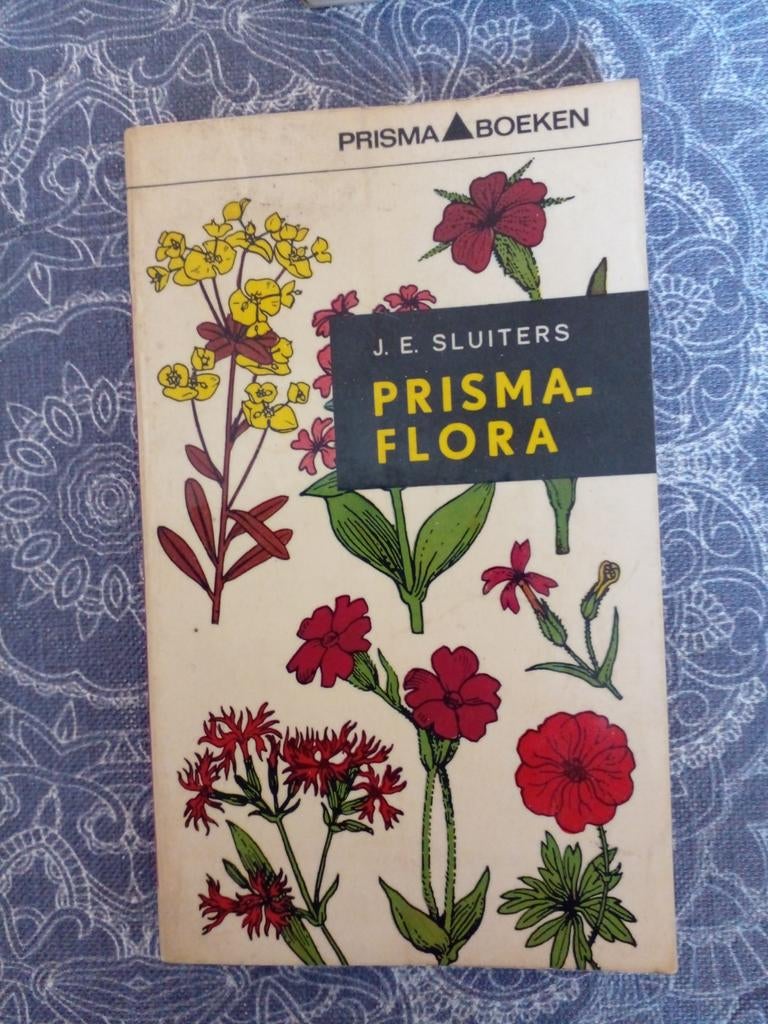 PRISMA BOEKEN
J. E. SLUITERS
PRISMA-
FLORA